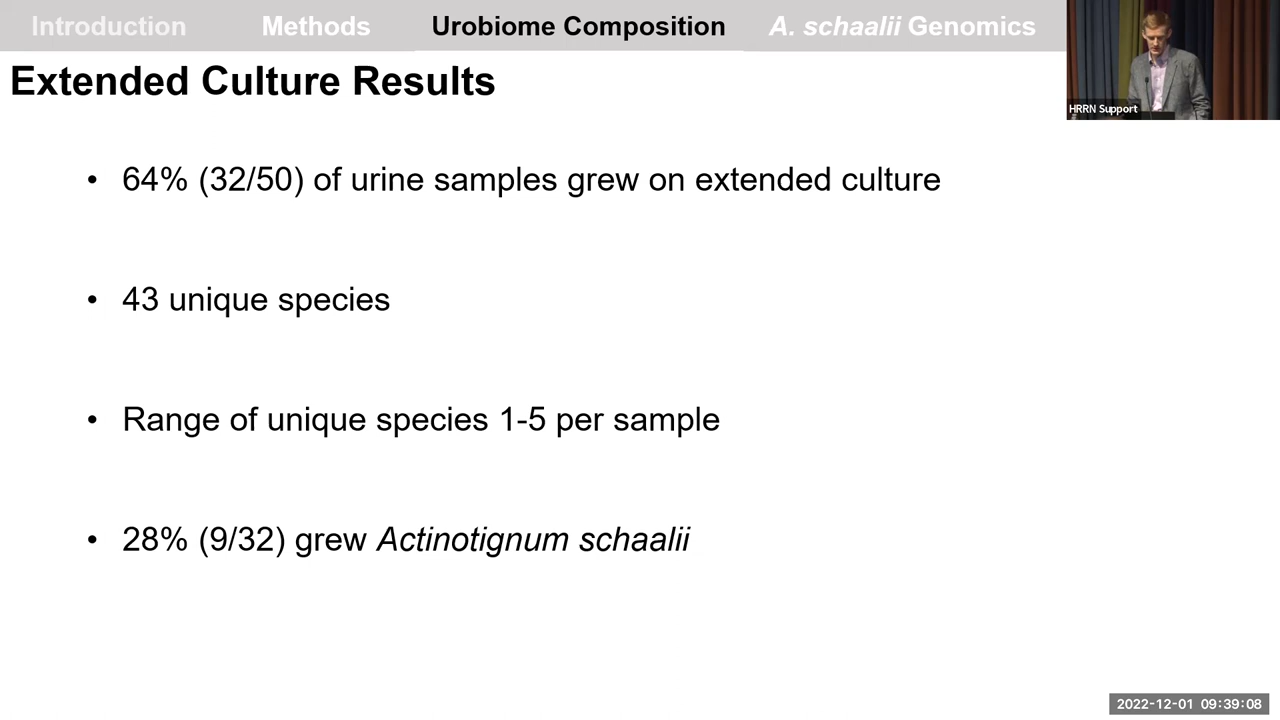 Introduction Methods Urobiome Composition A. schaalii Genomics
Extended Culture Results
HRRN Support
• 64% (32/50) of urine samples grew on extended culture
• 43 unique species
• Range of unique species 1-5 per sample
• 28% (9/32) grew Actinotignum schaalii
2022-12-01 09:39:08